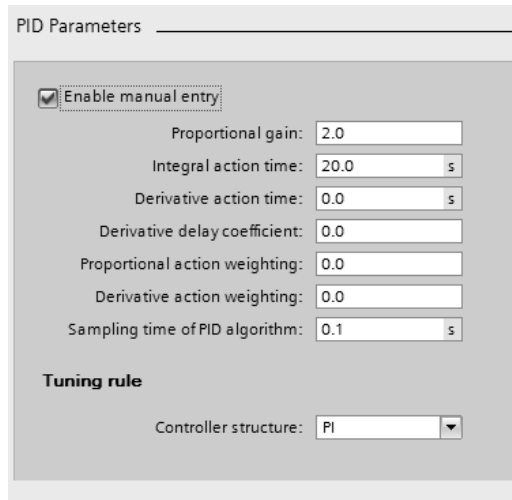 PID Parameters
Enable manual entry
Proportional gain: 2.0
Integral action time: 20.0 s
Derivative action time: 0.0 s
Derivative delay coefficient: 0.0
Proportional action weighting: 0.0
Derivative action weighting: 0.0
Sampling time of PID algorithm: 0.1 s
Tuning rule
Controller structure: PI